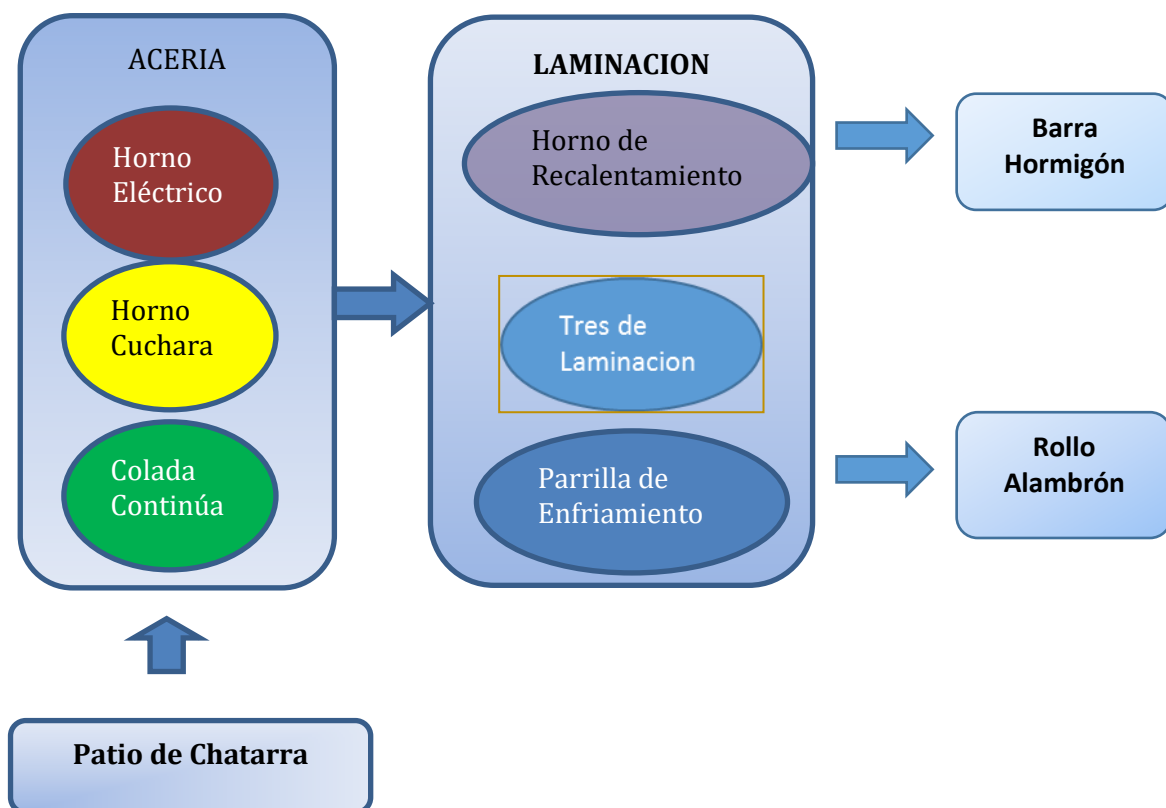 ACERIA
Horno
Eléctrico
Horno
Cuchara
Colada
Continúa
LAMINACION
Horno de
Recalentamiento
Tres de
Laminacion
Parrilla de
Enfriamiento
Barra
Hormigón
Rollo
Alambrón
Patio de Chatarra